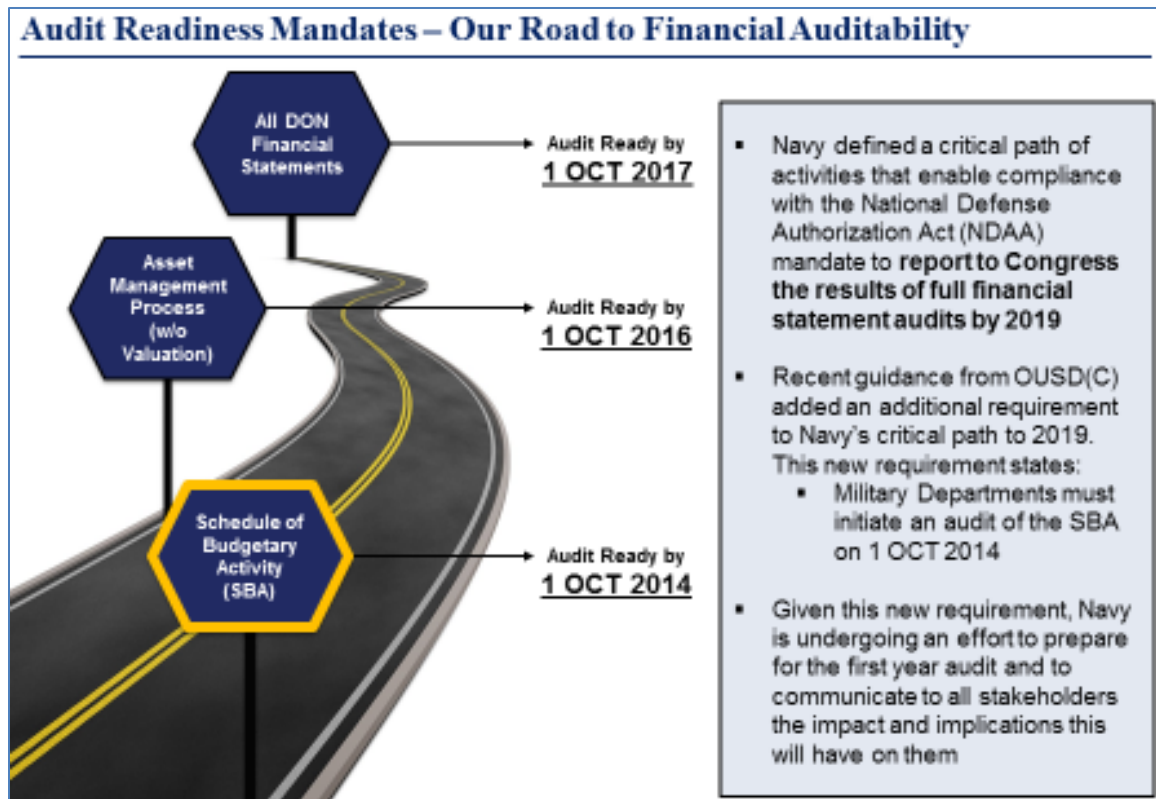 Audit Readiness Mandates – Our Road to Financial Auditability
All DON
Financial
Statements
Audit Ready by
1 OCT 2017
Asset
Management
Process
(w/o
Valuation)
Audit Ready by
1 OCT 2016
Schedule of
Budgetary
Activity
(SBA)
Audit Ready by
1 OCT 2014
▪ Navy defined a critical path of
activities that enable compliance
with the National Defense
Authorization Act (NDAA)
mandate to report to Congress
the results of full financial
statement audits by 2019
▪ Recent guidance from OUSD(C)
added an additional requirement
to Navy's critical path to 2019.
This new requirement states:
▪ Military Departments must
initiate an audit of the SBA
on 1 OCT 2014
▪ Given this new requirement, Navy
is undergoing an effort to prepare
for the first year audit and to
communicate to all stakeholders
the impact and implications this
will have on them